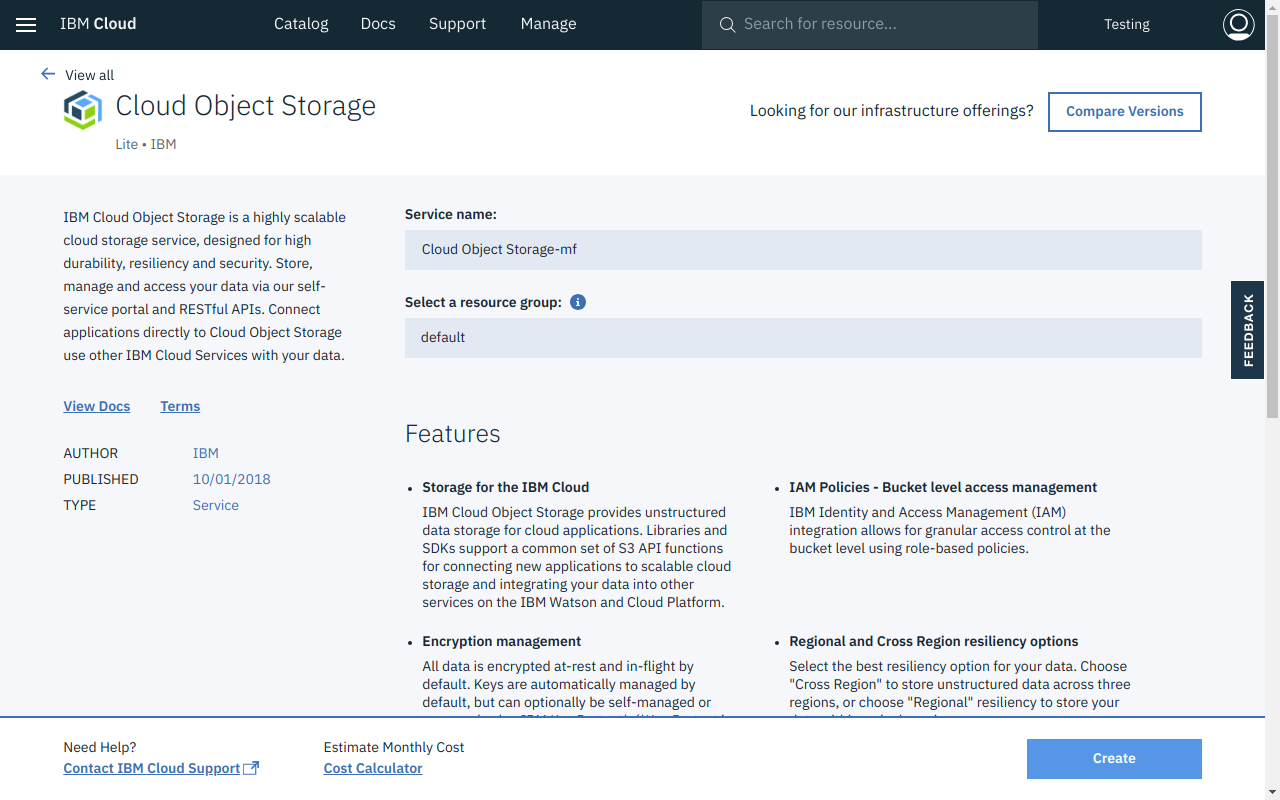 IBM Cloud
Catalog
Docs
Support
Manage
Search for resource...
Testing
View all
Cloud Object Storage
Lite • IBM
Looking for our infrastructure offerings?
Compare Versions
IBM Cloud Object Storage is a highly scalable
cloud storage service, designed for high
durability, resiliency and security. Store,
manage and access your data via our self-
service portal and RESTful APIs. Connect
applications directly to Cloud Object Storage
use other IBM Cloud Services with your data.
View Docs
Terms
AUTHOR IBM
PUBLISHED 10/01/2018
TYPE Service
Service name:
Cloud Object Storage-mf
Select a resource group:
default
FEEDBACK
Features
• Storage for the IBM Cloud
IBM Cloud Object Storage provides unstructured
data storage for cloud applications. Libraries and
SDKs support a common set of S3 API functions
for connecting new applications to scalable cloud
storage and integrating your data into other
services on the IBM Watson and Cloud Platform.
• IAM Policies - Bucket level access management
IBM Identity and Access Management (IAM)
integration allows for granular access control at the
bucket level using role-based policies.
• Encryption management
All data is encrypted at-rest and in-flight by
default. Keys are automatically managed by
default, but can optionally be self-managed or
• Regional and Cross Region resiliency options
Select the best resiliency option for your data. Choose
"Cross Region" to store unstructured data across three
regions, or choose "Regional" resiliency to store your
Need Help?
Contact IBM Cloud Support
Estimate Monthly Cost
Cost Calculator
Create